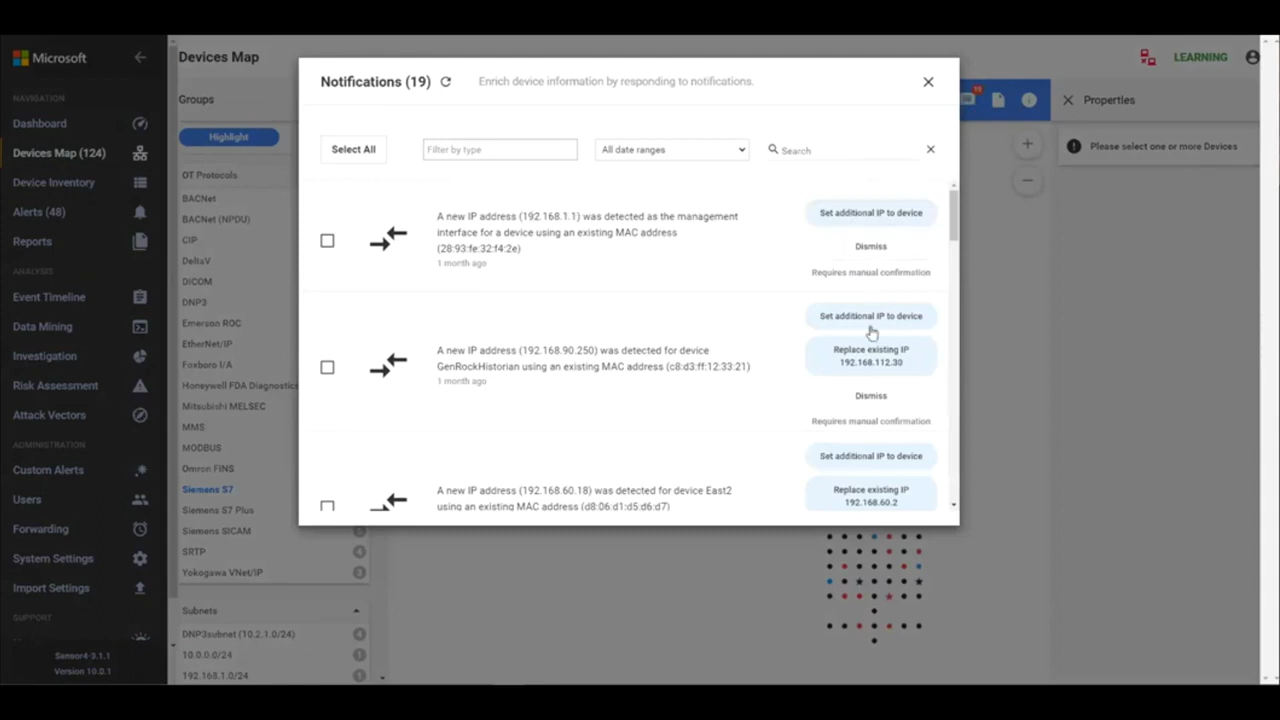 Microsoft
NAVIGATION
Dashboard
Devices Map (124)
Device Inventory
Alerts (48)
Reports
ANALYSIS
Event Timeline
Data Mining
Investigation
Risk Assessment
Attack Vectors
ADMINISTRATION
Custom Alerts
Users
Forwarding
System Settings
Import Settings
SUPPORT
Sensor4-3.1.1
Version 10.0.1
Devices Map
LEARNING
Groups
Highlight
OT Protocols
BACNet
BACNet (NPDU)
CIP
DeltaV
DICOM
DNP3
Emerson ROC
EtherNet/IP
Foxboro I/A
Honeywell FDA Diagnostics
Mitsubishi MELSEC
MMS
MODBUS
Omron FINS
Siemens S7
Siemens S7 Plus
Siemens SICAM
SRTP
4
Yokogawa VNet/IP
Subnets
DNP3subnet (10.2.1.0/24)
4
10.0.0.0/24
1
192.168.1.0/24
1
Notifications (19)
Enrich device information by responding to notifications.
Select All
Filter by type
All date ranges
Search
A new IP address (192.168.1.1) was detected as the management
interface for a device using an existing MAC address
(28:93:fe:32:f4:2e)
1 month ago
Set additional IP to device
Dismiss
Requires manual confirmation
A new IP address (192.168.90.250) was detected for device
GenRockHistorian using an existing MAC address (c8:d3:ff:12:33:21)
1 month ago
Set additional IP to device
Replace existing IP
192.168.112.30
Dismiss
Requires manual confirmation
A new IP address (192.168.60.18) was detected for device East2
using an existing MAC address (d8:06:d1:d5:d6:d7)
Set additional IP to device
Replace existing IP
192.168.60.2
Properties
Please select one or more Devices